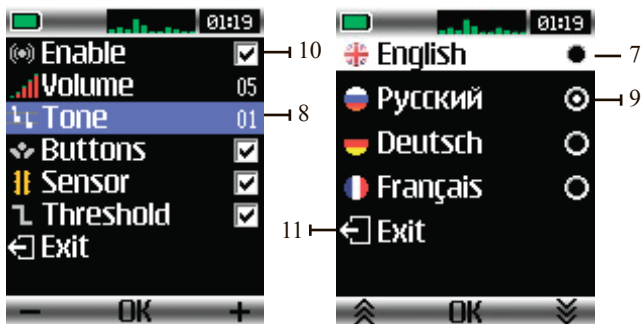 01:19
Enable
10
Volume 05
Tone 01
8
Buttons
Sensor
Threshold
Exit
− OK +
01:19
English
7
Русский
9
Deutsch
Français
11
Exit
OK